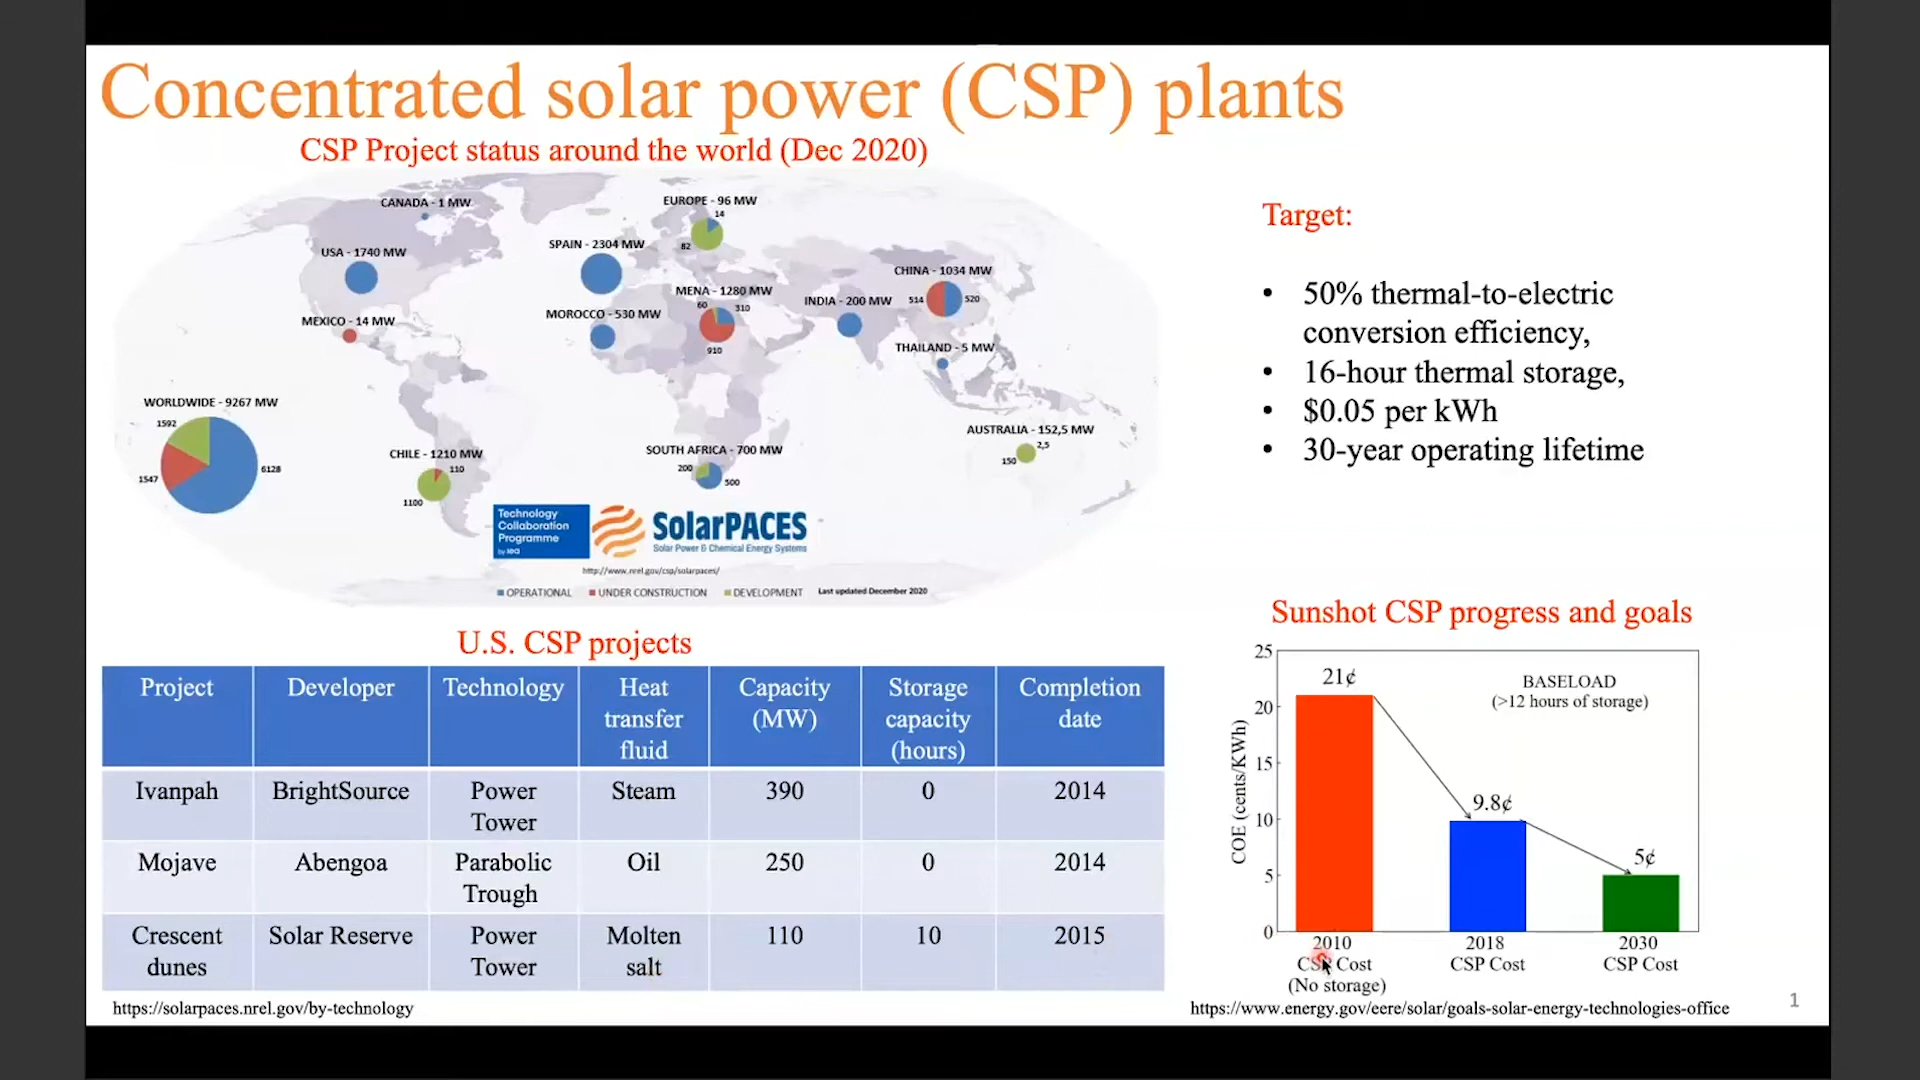 Concentrated solar power (CSP) plants
CSP Project status around the world (Dec 2020)
CANADA - 1 MW
EUROPE - 96 MW
14
82
USA - 1740 MW
SPAIN - 2304 MW
CHINA - 1034 MW
514
520
MENA - 1280 MW
60
310
910
INDIA - 200 MW
MEXICO - 14 MW
MOROCCO - 530 MW
THAILAND - 5 MW
WORLDWIDE - 9267 MW
1592
1547
6128
CHILE - 1210 MW
110
1100
SOUTH AFRICA - 700 MW
200
500
AUSTRALIA - 152,5 MW
2,5
150
Technology
Collaboration
Programme
by iea
SolarPACES
Solar Power & Chemical Energy Systems
http://www.nrel.gov/csp/solarpaces/
OPERATIONAL UNDER CONSTRUCTION DEVELOPMENT Last updated December 2020
Target:
• 50% thermal-to-electric
conversion efficiency,
• 16-hour thermal storage,
• $0.05 per kWh
• 30-year operating lifetime
U.S. CSP projects
Project Developer Technology Heat transfer fluid Capacity (MW) Storage capacity (hours) Completion date
Ivanpah BrightSource Power Tower Steam 390 0 2014
Mojave Abengoa Parabolic Trough Oil 250 0 2014
Crescent dunes Solar Reserve Power Tower Molten salt 110 10 2015
https://solarpaces.nrel.gov/by-technology
Sunshot CSP progress and goals
COE (cents/KWh)
25
20
15
10
5
0
BASELOAD
(>12 hours of storage)
21¢
9.8¢
5¢
2010
CSP Cost
(No storage)
2018
CSP Cost
2030
CSP Cost
https://www.energy.gov/eere/solar/goals-solar-energy-technologies-office
1